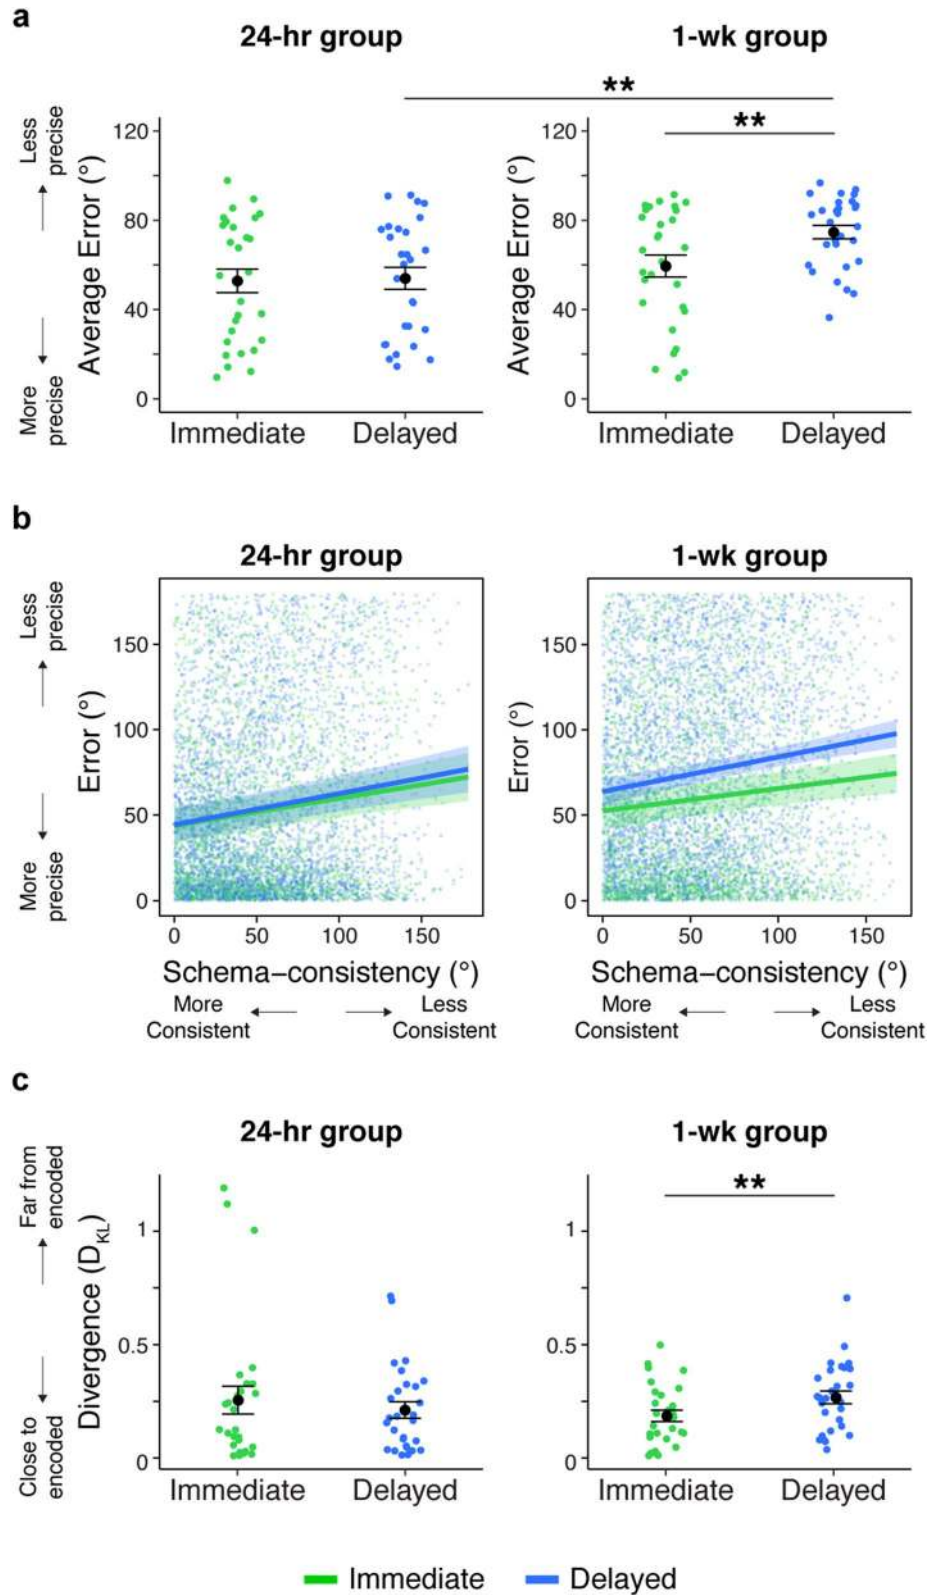 a
24-hr group
1-wk group
**
**
Less precise
More precise
Average Error (°)
120
80
40
0
Immediate
Delayed
Average Error (°)
120
80
40
0
Immediate
Delayed
b
24-hr group
1-wk group
Less precise
More precise
Error (°)
150
100
50
0
0
50
100
150
Schema-consistency (°)
More Consistent
Less Consistent
Error (°)
150
100
50
0
0
50
100
150
Schema-consistency (°)
More Consistent
Less Consistent
c
24-hr group
1-wk group
Far from encoded
Close to encoded
Divergence (DKL)
1
0.5
0
Immediate
Delayed
**
1
0.5
0
Immediate
Delayed
Immediate
Delayed